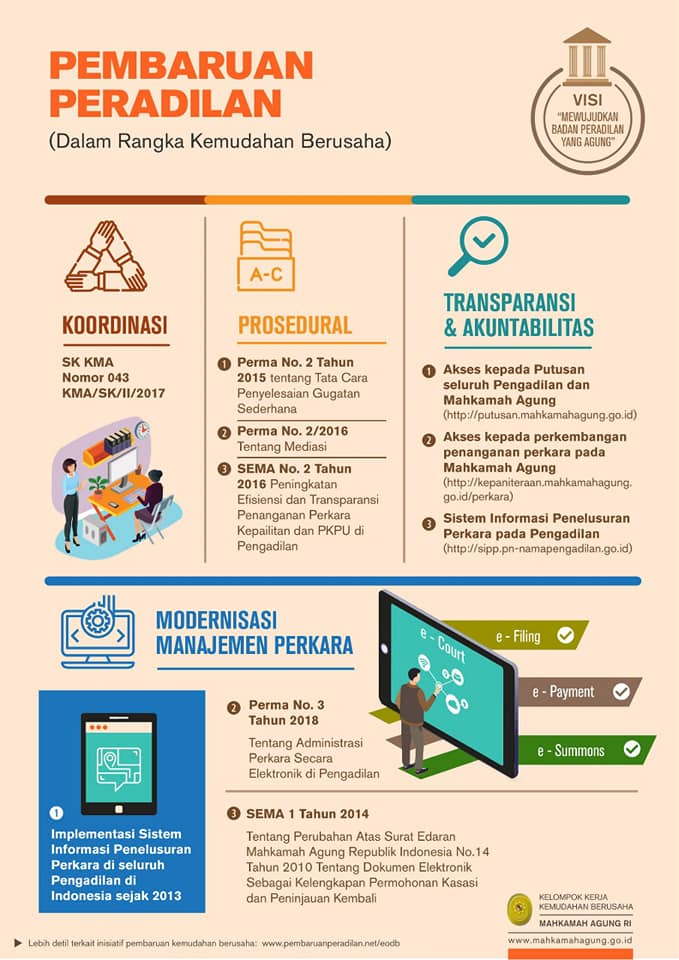 PEMBARUAN
PERADILAN
(Dalam Rangka Kemudahan Berusaha)
VISI
"MEWUJUDKAN
BADAN PERADILAN
YANG AGUNG"
KOORDINASI
SK KMA
Nomor 043
KMA/SK/II/2017
A-C
PROSEDURAL
1 Perma No. 2 Tahun
2015 tentang Tata Cara
Penyelesaian Gugatan
Sederhana
2 Perma No. 2/2016
Tentang Mediasi
3 SEMA No. 2 Tahun
2016 Peningkatan
Efisiensi dan Transparansi
Penanganan Perkara
Kepailitan dan PKPU di
Pengadilan
TRANSPARANSI
& AKUNTABILITAS
1 Akses kepada Putusan
seluruh Pengadilan dan
Mahkamah Agung
(http://putusan.mahkamahagung.go.id)
2 Akses kepada perkembangan
penanganan perkara pada
Mahkamah Agung
(http://kepaniteraan.mahkamahagung.
go.id/perkara)
3 Sistem Informasi Penelusuran
Perkara pada Pengadilan
(http://sipp.pn-namapengadilan.go.id)
MODERNISASI
MANAJEMEN PERKARA
1
Implementasi Sistem
Informasi Penelusuran
Perkara di seluruh
Pengadilan di
Indonesia sejak 2013
2 Perma No. 3
Tahun 2018
Tentang Administrasi
Perkara Secara
Elektronik di Pengadilan
e - Court
e - Filing
e - Payment
e - Summons
3 SEMA 1 Tahun 2014
Tentang Perubahan Atas Surat Edaran
Mahkamah Agung Republik Indonesia No.14
Tahun 2010 Tentang Dokumen Elektronik
Sebagai Kelengkapan Permohonan Kasasi
dan Peninjauan Kembali
KELOMPOK KERJA
KEMUDAHAN BERUSAHA
MAHKAMAH AGUNG RI
www.mahkamahagung.go.id
Lebih detil terkait inisiatif pembaruan kemudahan berusaha: www.pembaruanperadilan.net/eodb